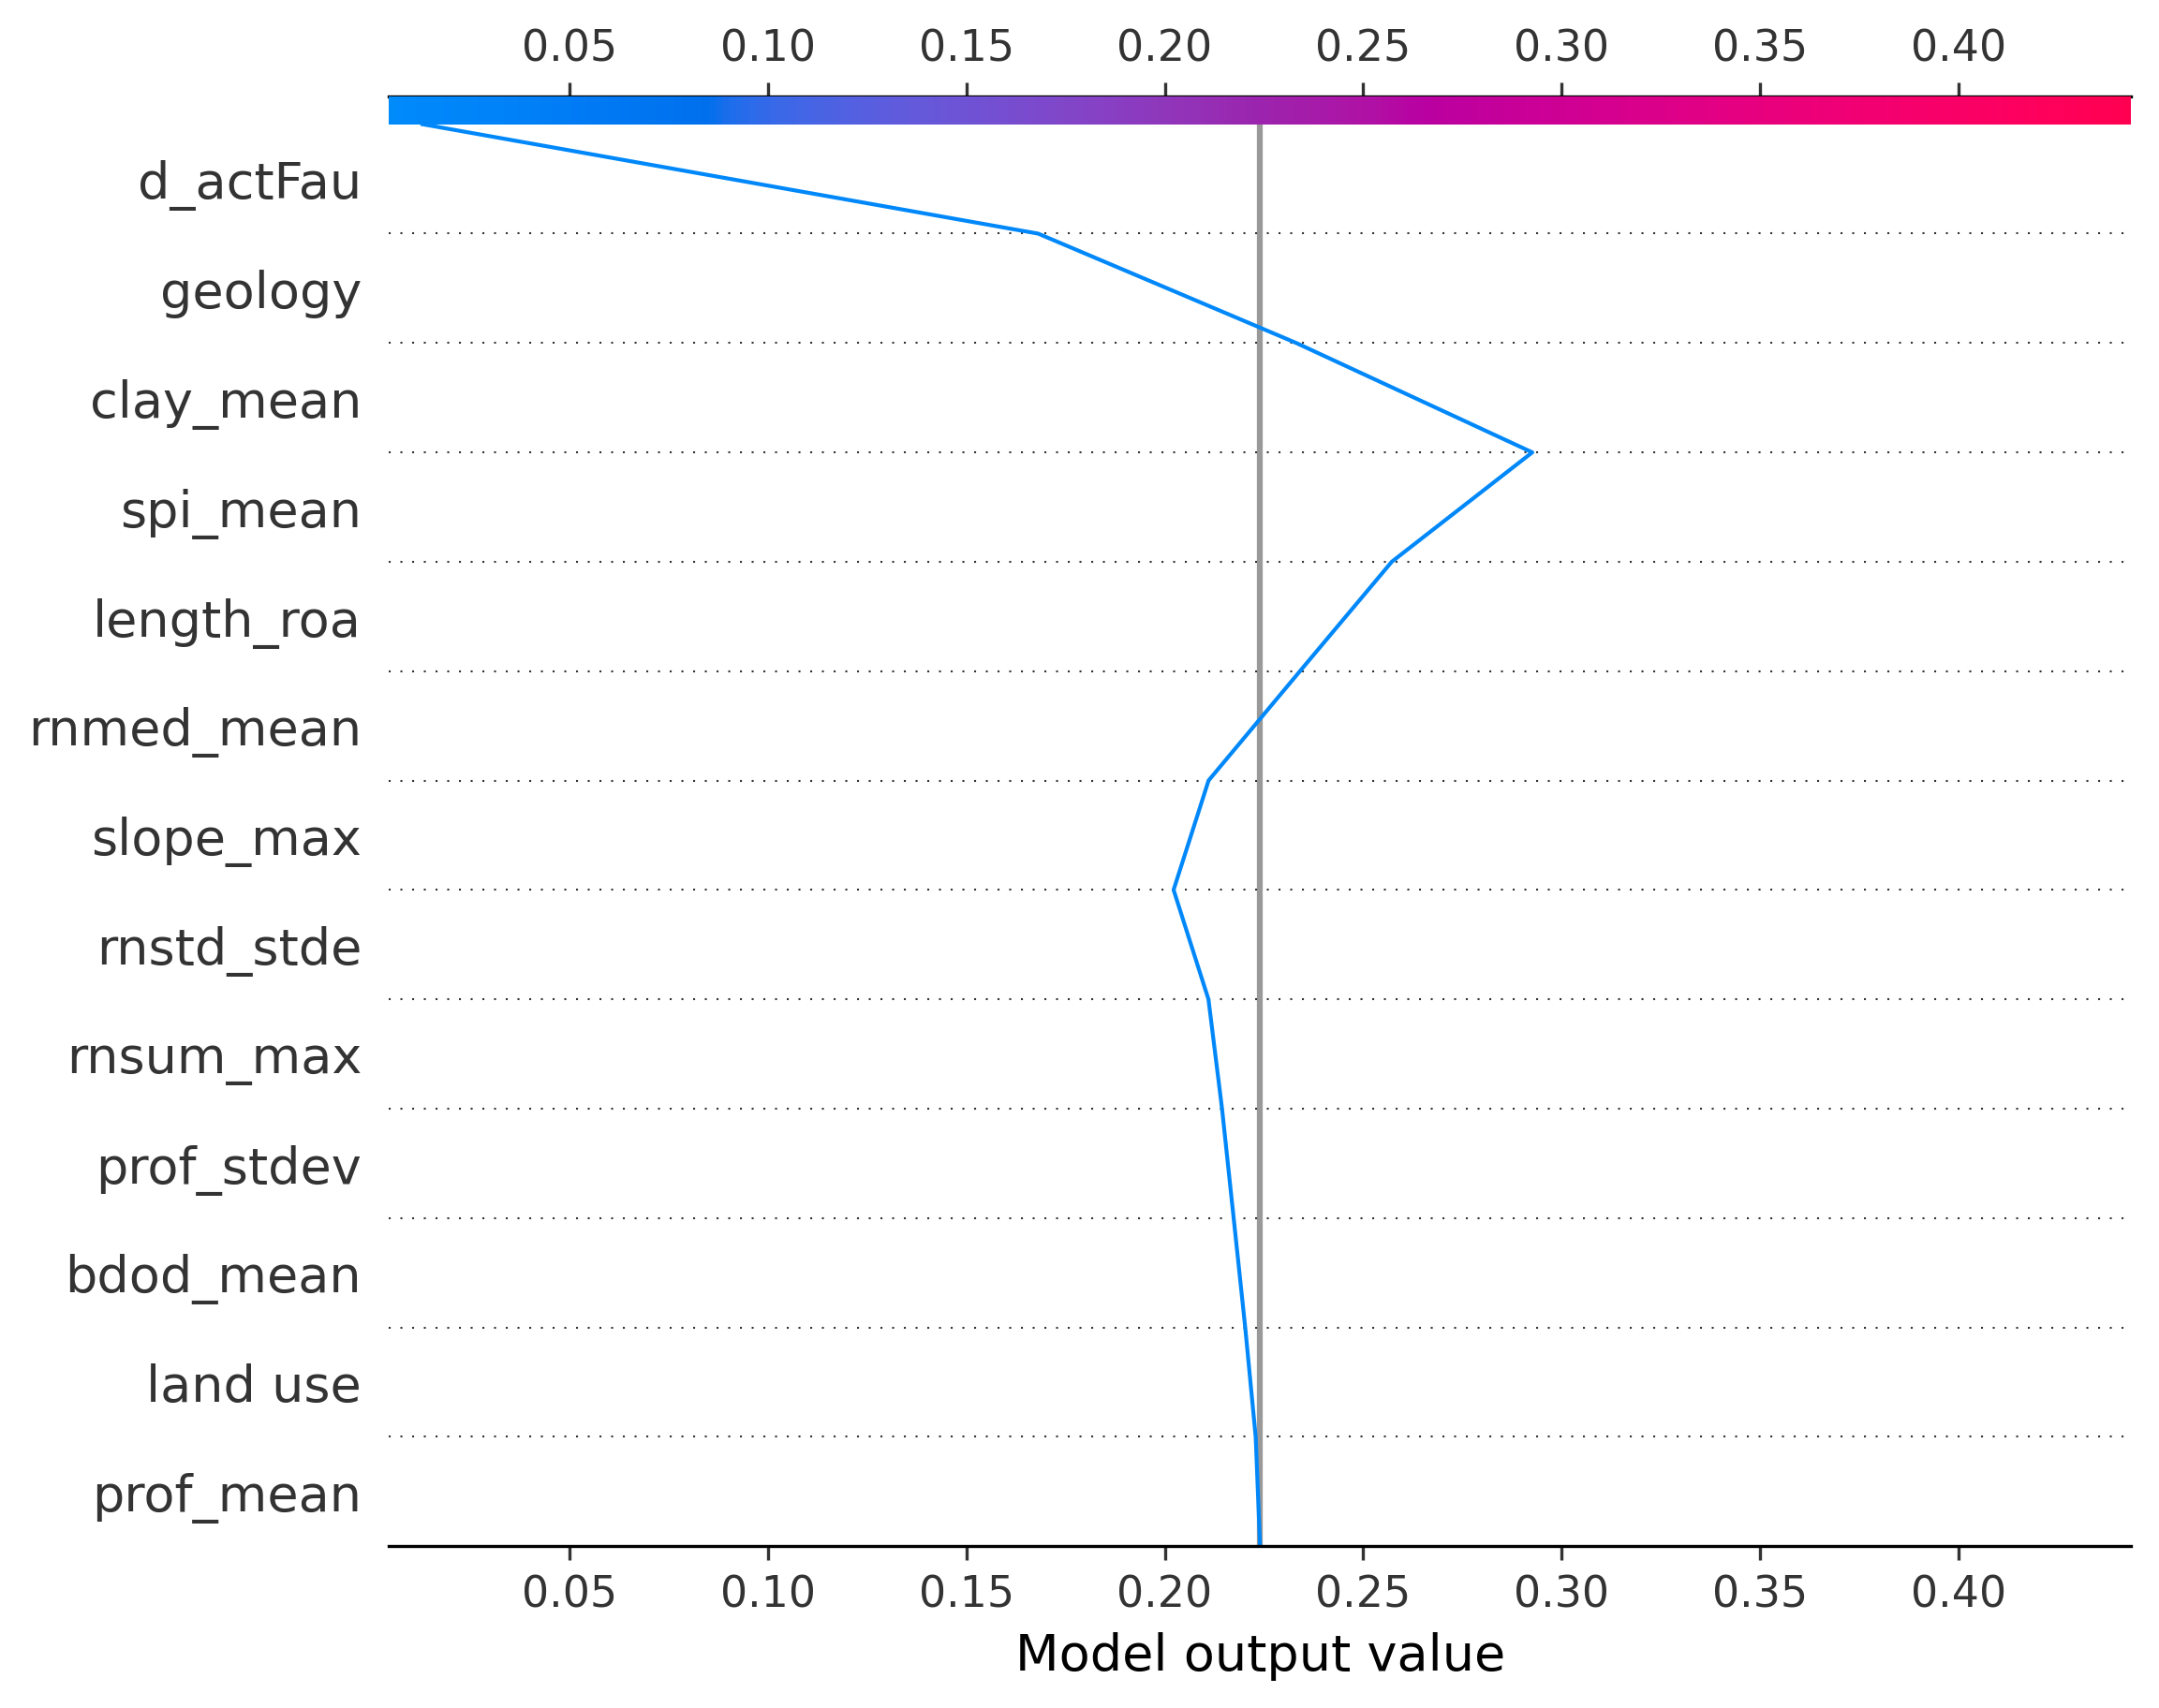 0.05 0.10 0.15 0.20 0.25 0.30 0.35 0.40
d_actFau
geology
clay_mean
spi_mean
length_roa
rnmed_mean
slope_max
rnstd_stde
rnsum_max
prof_stdev
bdod_mean
land use
prof_mean
0.05 0.10 0.15 0.20 0.25 0.30 0.35 0.40
Model output value